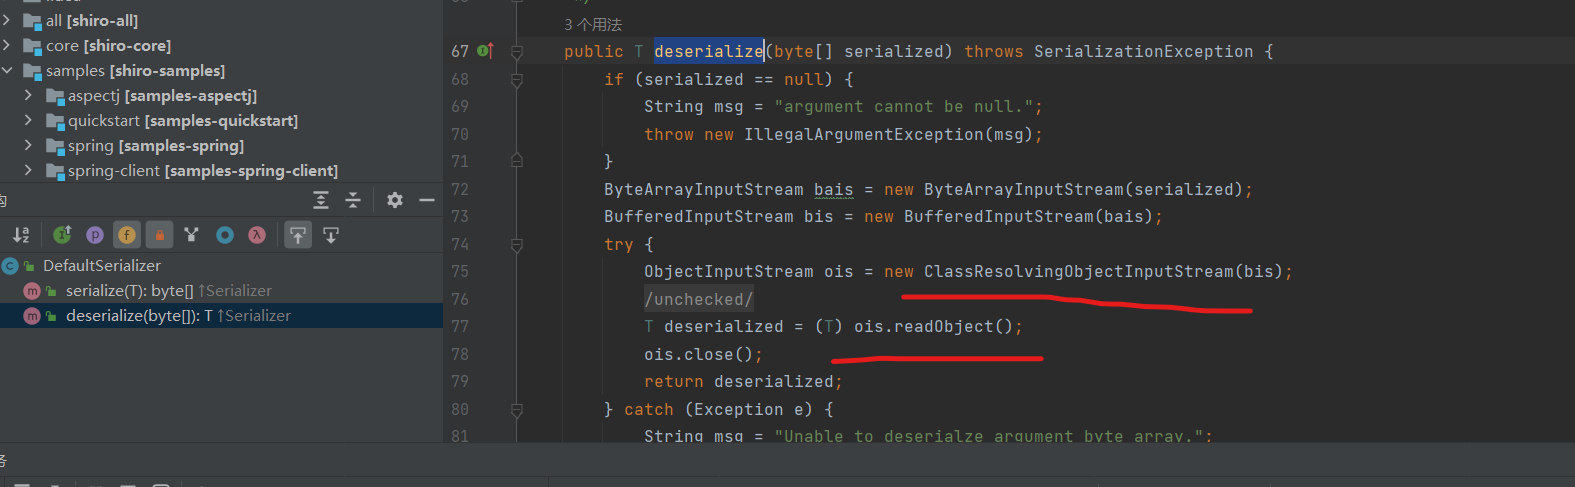 all [shiro-all]
core [shiro-core]
samples [shiro-samples]
aspectj [samples-aspectj]
quickstart [samples-quickstart]
spring [samples-spring]
spring-client [samples-spring-client]
DefaultSerializer
serialize(T): byte[] ↑Serializer
deserialize(byte[]): T ↑Serializer
3 个用法
67 public T deserialize(byte[] serialized) throws SerializationException {
68 if (serialized == null) {
69 String msg = "argument cannot be null.";
70 throw new IllegalArgumentException(msg);
71 }
72 ByteArrayInputStream bais = new ByteArrayInputStream(serialized);
73 BufferedInputStream bis = new BufferedInputStream(bais);
74 try {
75 ObjectInputStream ois = new ClassResolvingObjectInputStream(bis);
76 /unchecked/
77 T deserialized = (T) ois.readObject();
78 ois.close();
79 return deserialized;
80 } catch (Exception e) {
81 String msg = "Unable to deserialze argument byte array.";